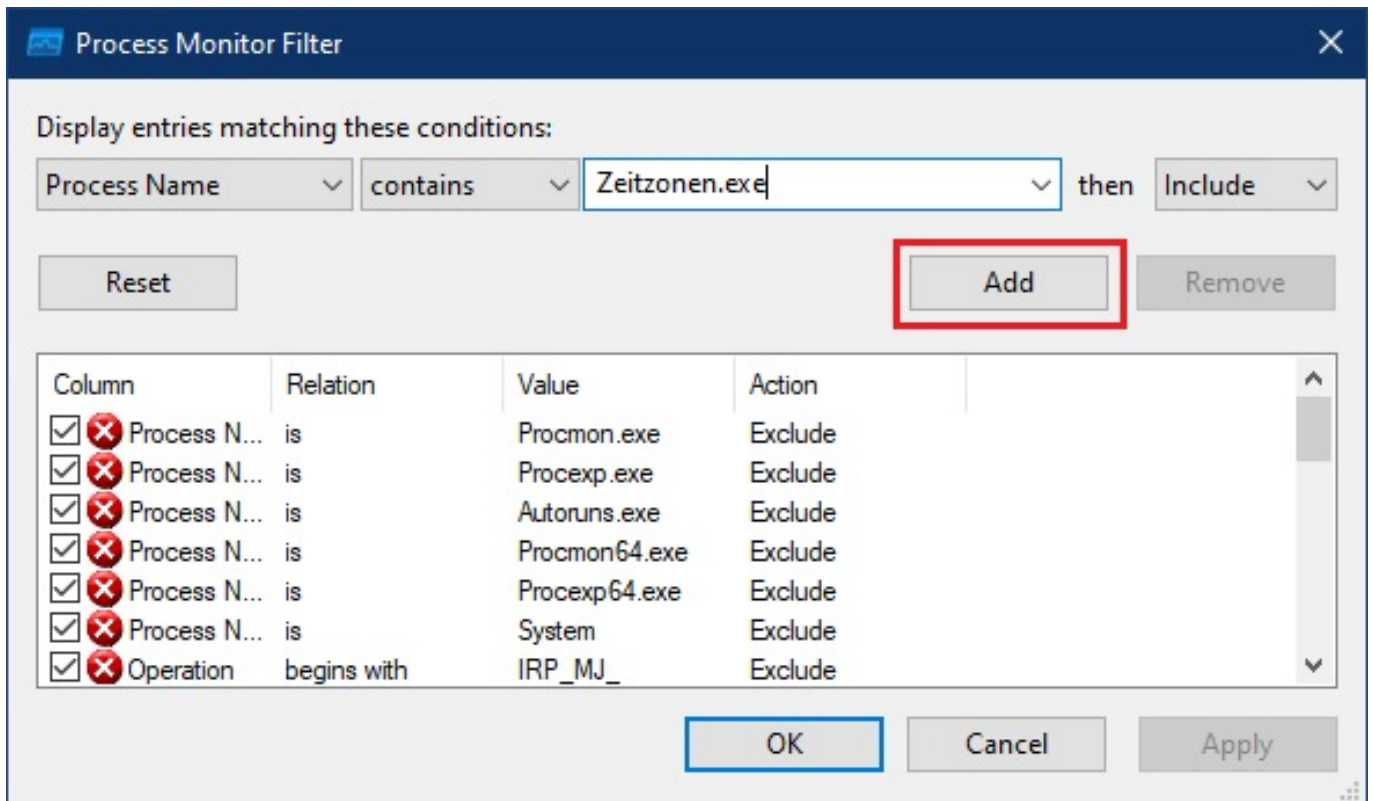 Process Monitor Filter
Display entries matching these conditions:
Process Name contains Zeitzonen.exe then Include
Reset Add Remove
Column Relation Value Action
Process N... is Procmon.exe Exclude
Process N... is Procexp.exe Exclude
Process N... is Autoruns.exe Exclude
Process N... is Procmon64.exe Exclude
Process N... is Procexp64.exe Exclude
Process N... is System Exclude
Operation begins with IRP_MJ_ Exclude
OK Cancel Apply